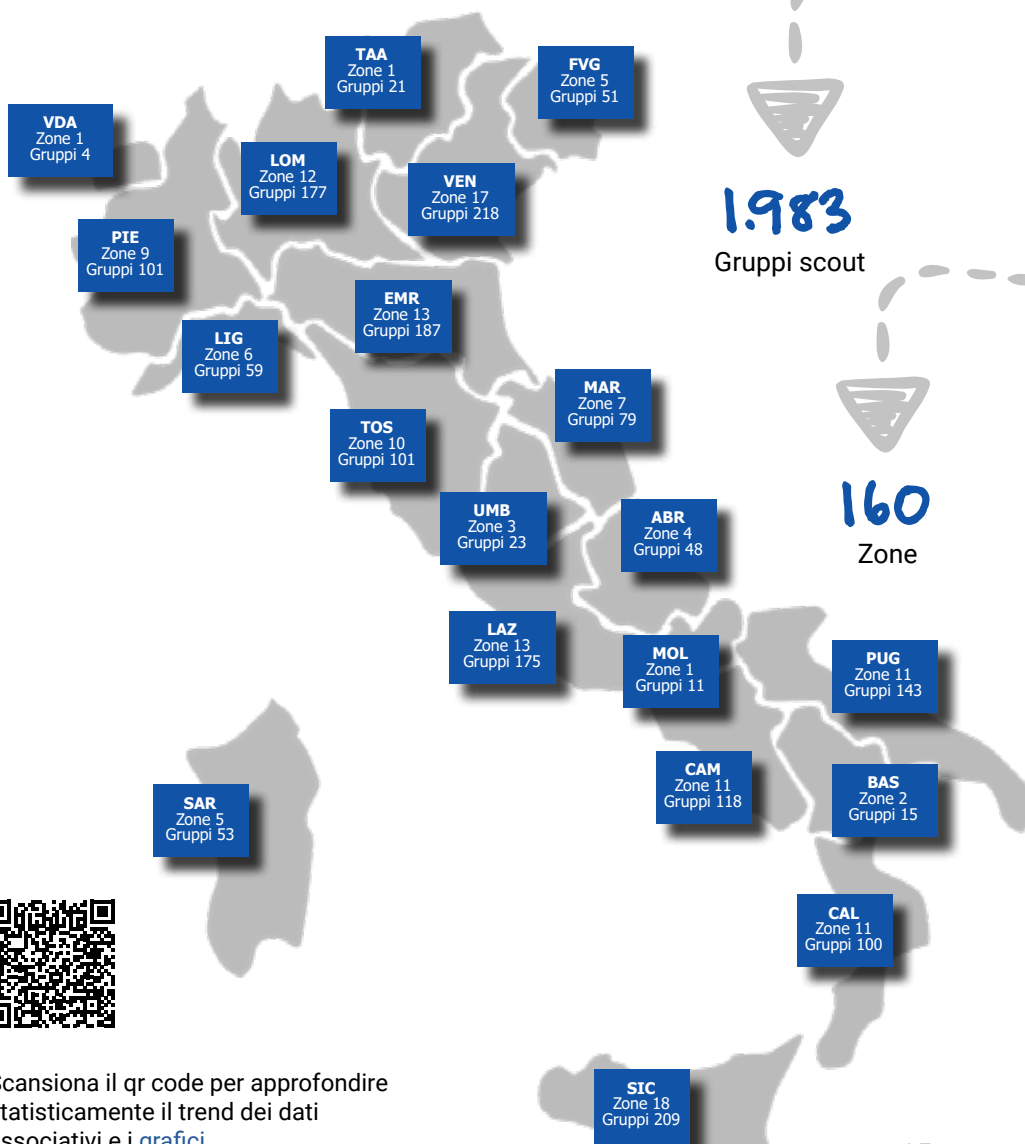 TAA
Zone 1
Gruppi 21
FVG
Zone 5
Gruppi 51
VDA
Zone 1
Gruppi 4
LOM
Zone 12
Gruppi 177
VEN
Zone 17
Gruppi 218
1.983
Gruppi scout
PIE
Zone 9
Gruppi 101
EMR
Zone 13
Gruppi 187
LIG
Zone 6
Gruppi 59
MAR
Zone 7
Gruppi 79
TOS
Zone 10
Gruppi 101
160
Zone
UMB
Zone 3
Gruppi 23
ABR
Zone 4
Gruppi 48
LAZ
Zone 13
Gruppi 175
MOL
Zone 1
Gruppi 11
PUG
Zone 11
Gruppi 143
CAM
Zone 11
Gruppi 118
BAS
Zone 2
Gruppi 15
SAR
Zone 5
Gruppi 53
CAL
Zone 11
Gruppi 100
Scansiona il qr code per approfondire
statisticamente il trend dei dati
associativi e i grafici
SIC
Zone 18
Gruppi 209